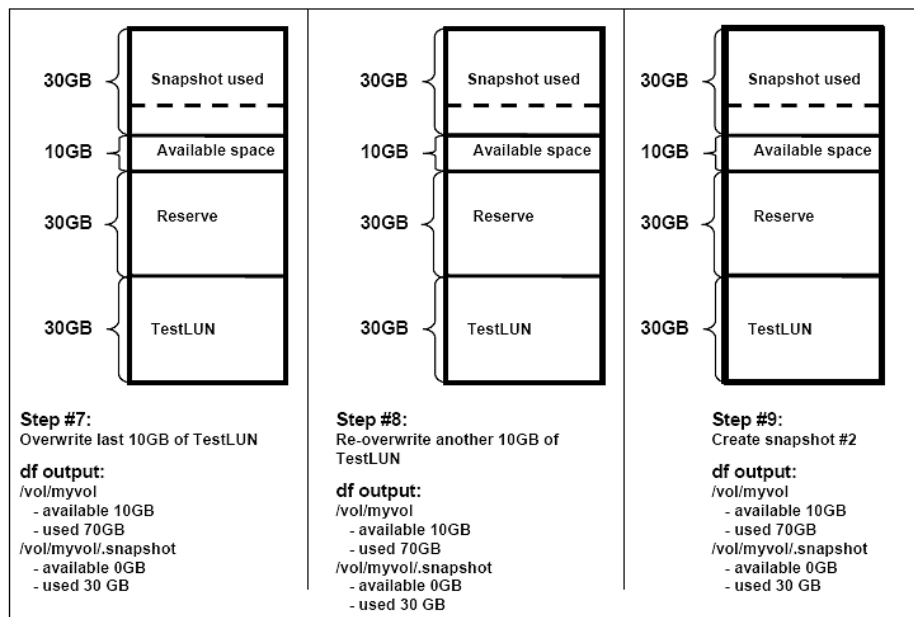 30GB
Snapshot used
10GB
Available space
30GB
Reserve
30GB
TestLUN
Step #7:
Overwrite last 10GB of TestLUN
df output:
/vol/myvol
- available 10GB
- used 70GB
/vol/myvol/.snapshot
- available 0GB
- used 30 GB
30GB
Snapshot used
10GB
Available space
30GB
Reserve
30GB
TestLUN
Step #8:
Re-overwrite another 10GB of
TestLUN
df output:
/vol/myvol
- available 10GB
- used 70GB
/vol/myvol/.snapshot
- available 0GB
- used 30 GB
30GB
Snapshot used
10GB
Available space
30GB
Reserve
30GB
TestLUN
Step #9:
Create snapshot #2
df output:
/vol/myvol
- available 10GB
- used 70GB
/vol/myvol/.snapshot
- available 0GB
- used 30 GB